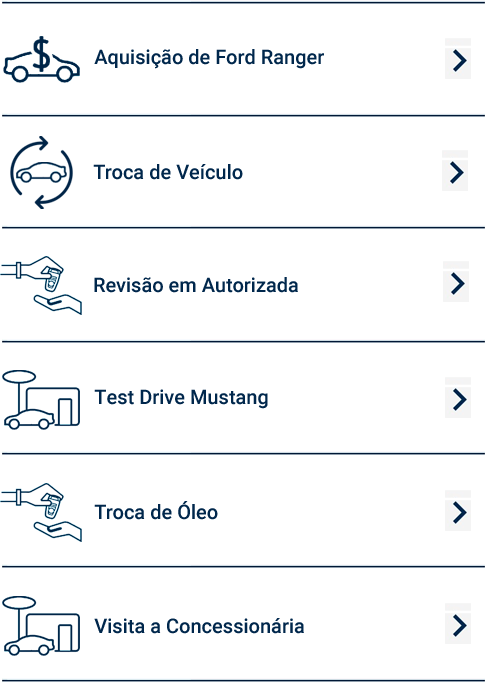 Aquisição de Ford Ranger
Troca de Veículo
Revisão em Autorizada
Test Drive Mustang
Troca de Óleo
Visita a Concessionária